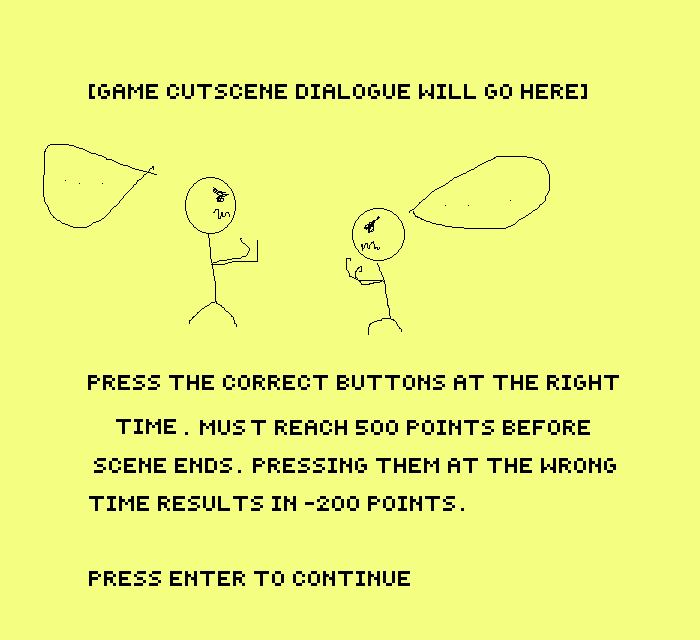 [GAME CUTSCENE DIALOGUE WILL GO HERE]
. . .
. . .
PRESS THE CORRECT BUTTONS AT THE RIGHT
TIME. MUST REACH 500 POINTS BEFORE
SCENE ENDS. PRESSING THEM AT THE WRONG
TIME RESULTS IN -200 POINTS.
PRESS ENTER TO CONTINUE